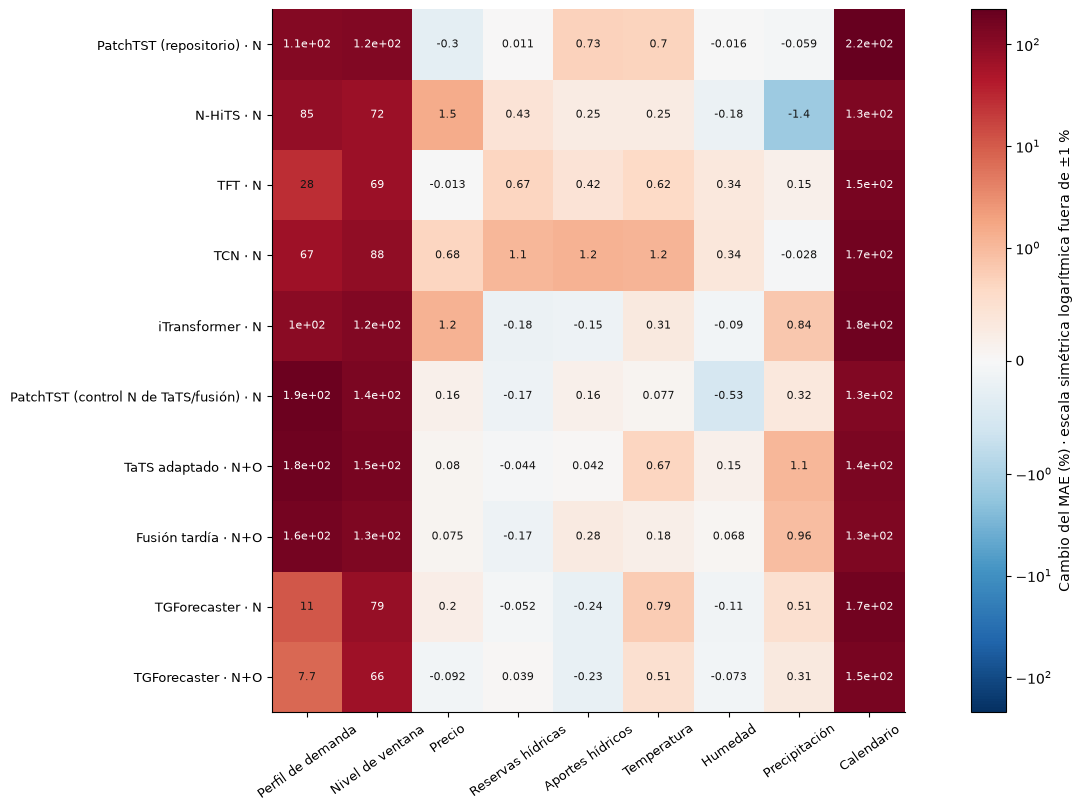 PatchTST (repositorio) · N 1.1e+02 1.2e+02 -0.3 0.011 0.73 0.7 -0.016 -0.059 2.2e+02
N-HiTS · N 85 72 1.5 0.43 0.25 0.25 -0.18 -1.4 1.3e+02
TFT · N 28 69 -0.013 0.67 0.42 0.62 0.34 0.15 1.5e+02
TCN · N 67 88 0.68 1.1 1.2 1.2 0.34 -0.028 1.7e+02
iTransformer · N 1e+02 1.2e+02 1.2 -0.18 -0.15 0.31 -0.09 0.84 1.8e+02
PatchTST (control N de TaTS/fusión) · N 1.9e+02 1.4e+02 0.16 -0.17 0.16 0.077 -0.53 0.32 1.3e+02
TaTS adaptado · N+O 1.8e+02 1.5e+02 0.08 -0.044 0.042 0.67 0.15 1.1 1.4e+02
Fusión tardía · N+O 1.6e+02 1.3e+02 0.075 -0.17 0.28 0.18 0.068 0.96 1.3e+02
TGForecaster · N 11 79 0.2 -0.052 -0.24 0.79 -0.11 0.51 1.7e+02
TGForecaster · N+O 7.7 66 -0.092 0.039 -0.23 0.51 -0.073 0.31 1.5e+02
Perfil de demanda
Nivel de ventana
Precio
Reservas hídricas
Aportes hídricos
Temperatura
Humedad
Precipitación
Calendario
10²
10¹
10⁰
0
−10⁰
−10¹
−10²
Cambio del MAE (%) · escala simétrica logarítmica fuera de ±1 %